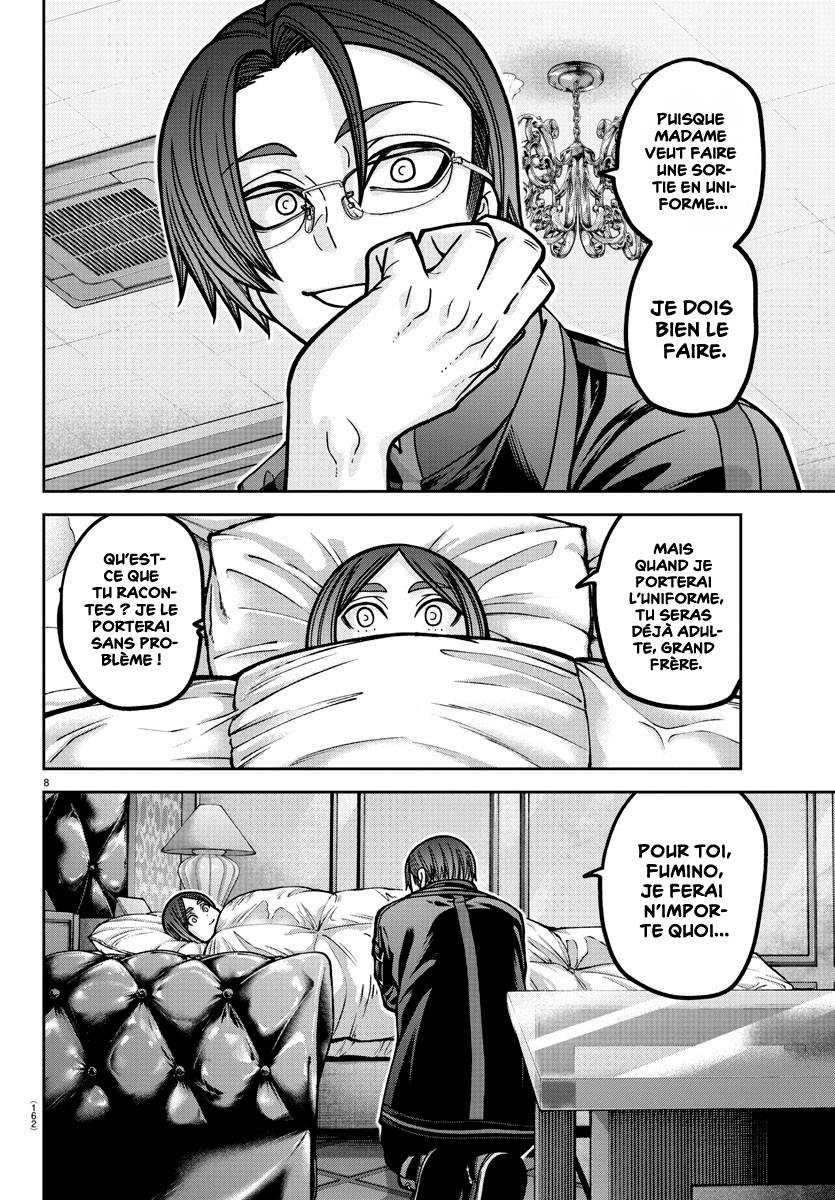 PUISQUE
MADAME
VEUT FAIRE
UNE SOR-
TIE EN UNI-
FORME...
JE DOIS
BIEN LE
FAIRE.
MAIS
QUAND JE
PORTERAI
L'UNIFORME,
TU SERAS
DÉJÀ ADUL-
TE, GRAND
FRÈRE.
QU'EST-
CE QUE
TU RACON-
TES ? JE LE
PORTERAI
SANS PRO-
BLÈME !
8
POUR TOI,
FUMINO,
JE FERAI
N'IMPOR-
TE QUOI...
(162)